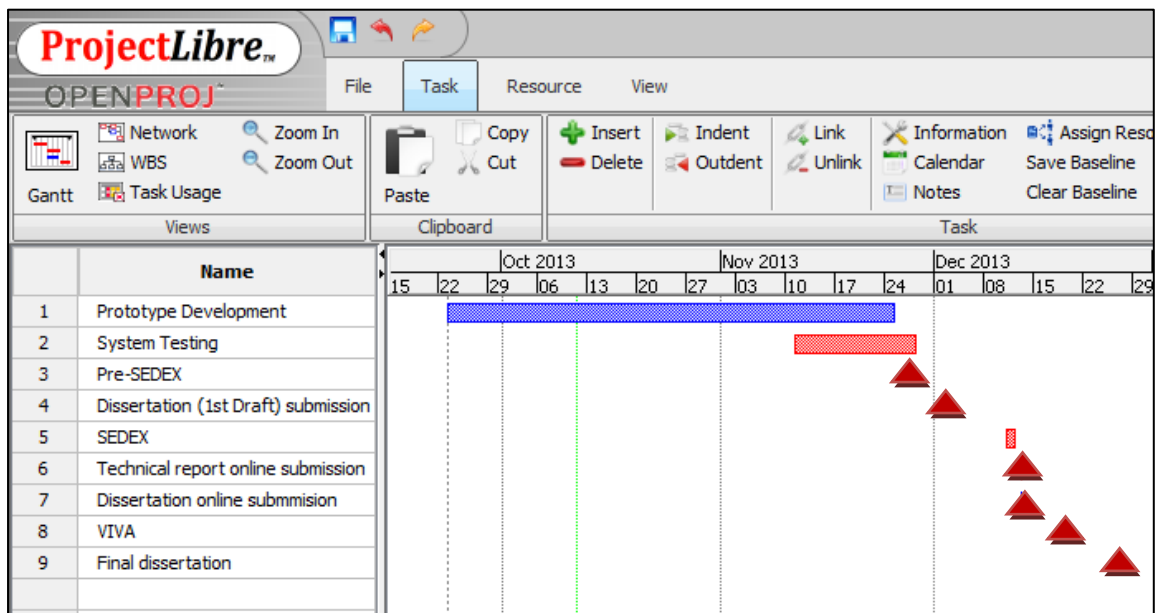 ProjectLibre™
OPENPROJ™
File Task Resource View
Network Zoom In Copy Insert Indent Link Information Assign Reso
WBS Zoom Out Cut Delete Outdent Unlink Calendar Save Baseline
Gantt Task Usage Paste Notes Clear Baseline
Views Clipboard Task
Name Oct 2013 Nov 2013 Dec 2013
15 22 29 06 13 20 27 03 10 17 24 01 08 15 22 29
1 Prototype Development
2 System Testing
3 Pre-SEDEX
4 Dissertation (1st Draft) submission
5 SEDEX
6 Technical report online submission
7 Dissertation online submmision
8 VIVA
9 Final dissertation